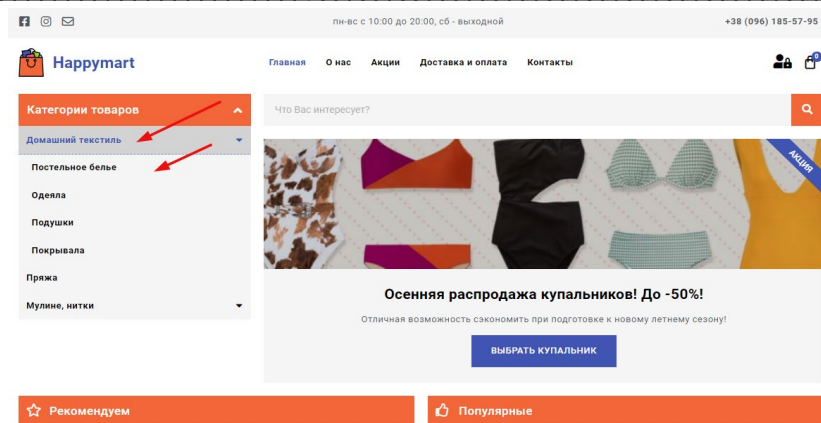 пн-вс с 10:00 до 20:00, сб - выходной
+38 (096) 185-57-95
Happymart
Главная О нас Акции Доставка и оплата Контакты
0
Категории товаров
Что Вас интересует?
Домашний текстиль
Постельное белье
Одеяла
Подушки
Покрывала
Пряжа
Мулине, нитки
АКЦИЯ
Осенняя распродажа купальников! До -50%!
Отличная возможность сэкономить при подготовке к новому летнему сезону!
ВЫБРАТЬ КУПАЛЬНИК
Рекомендуем
Популярные